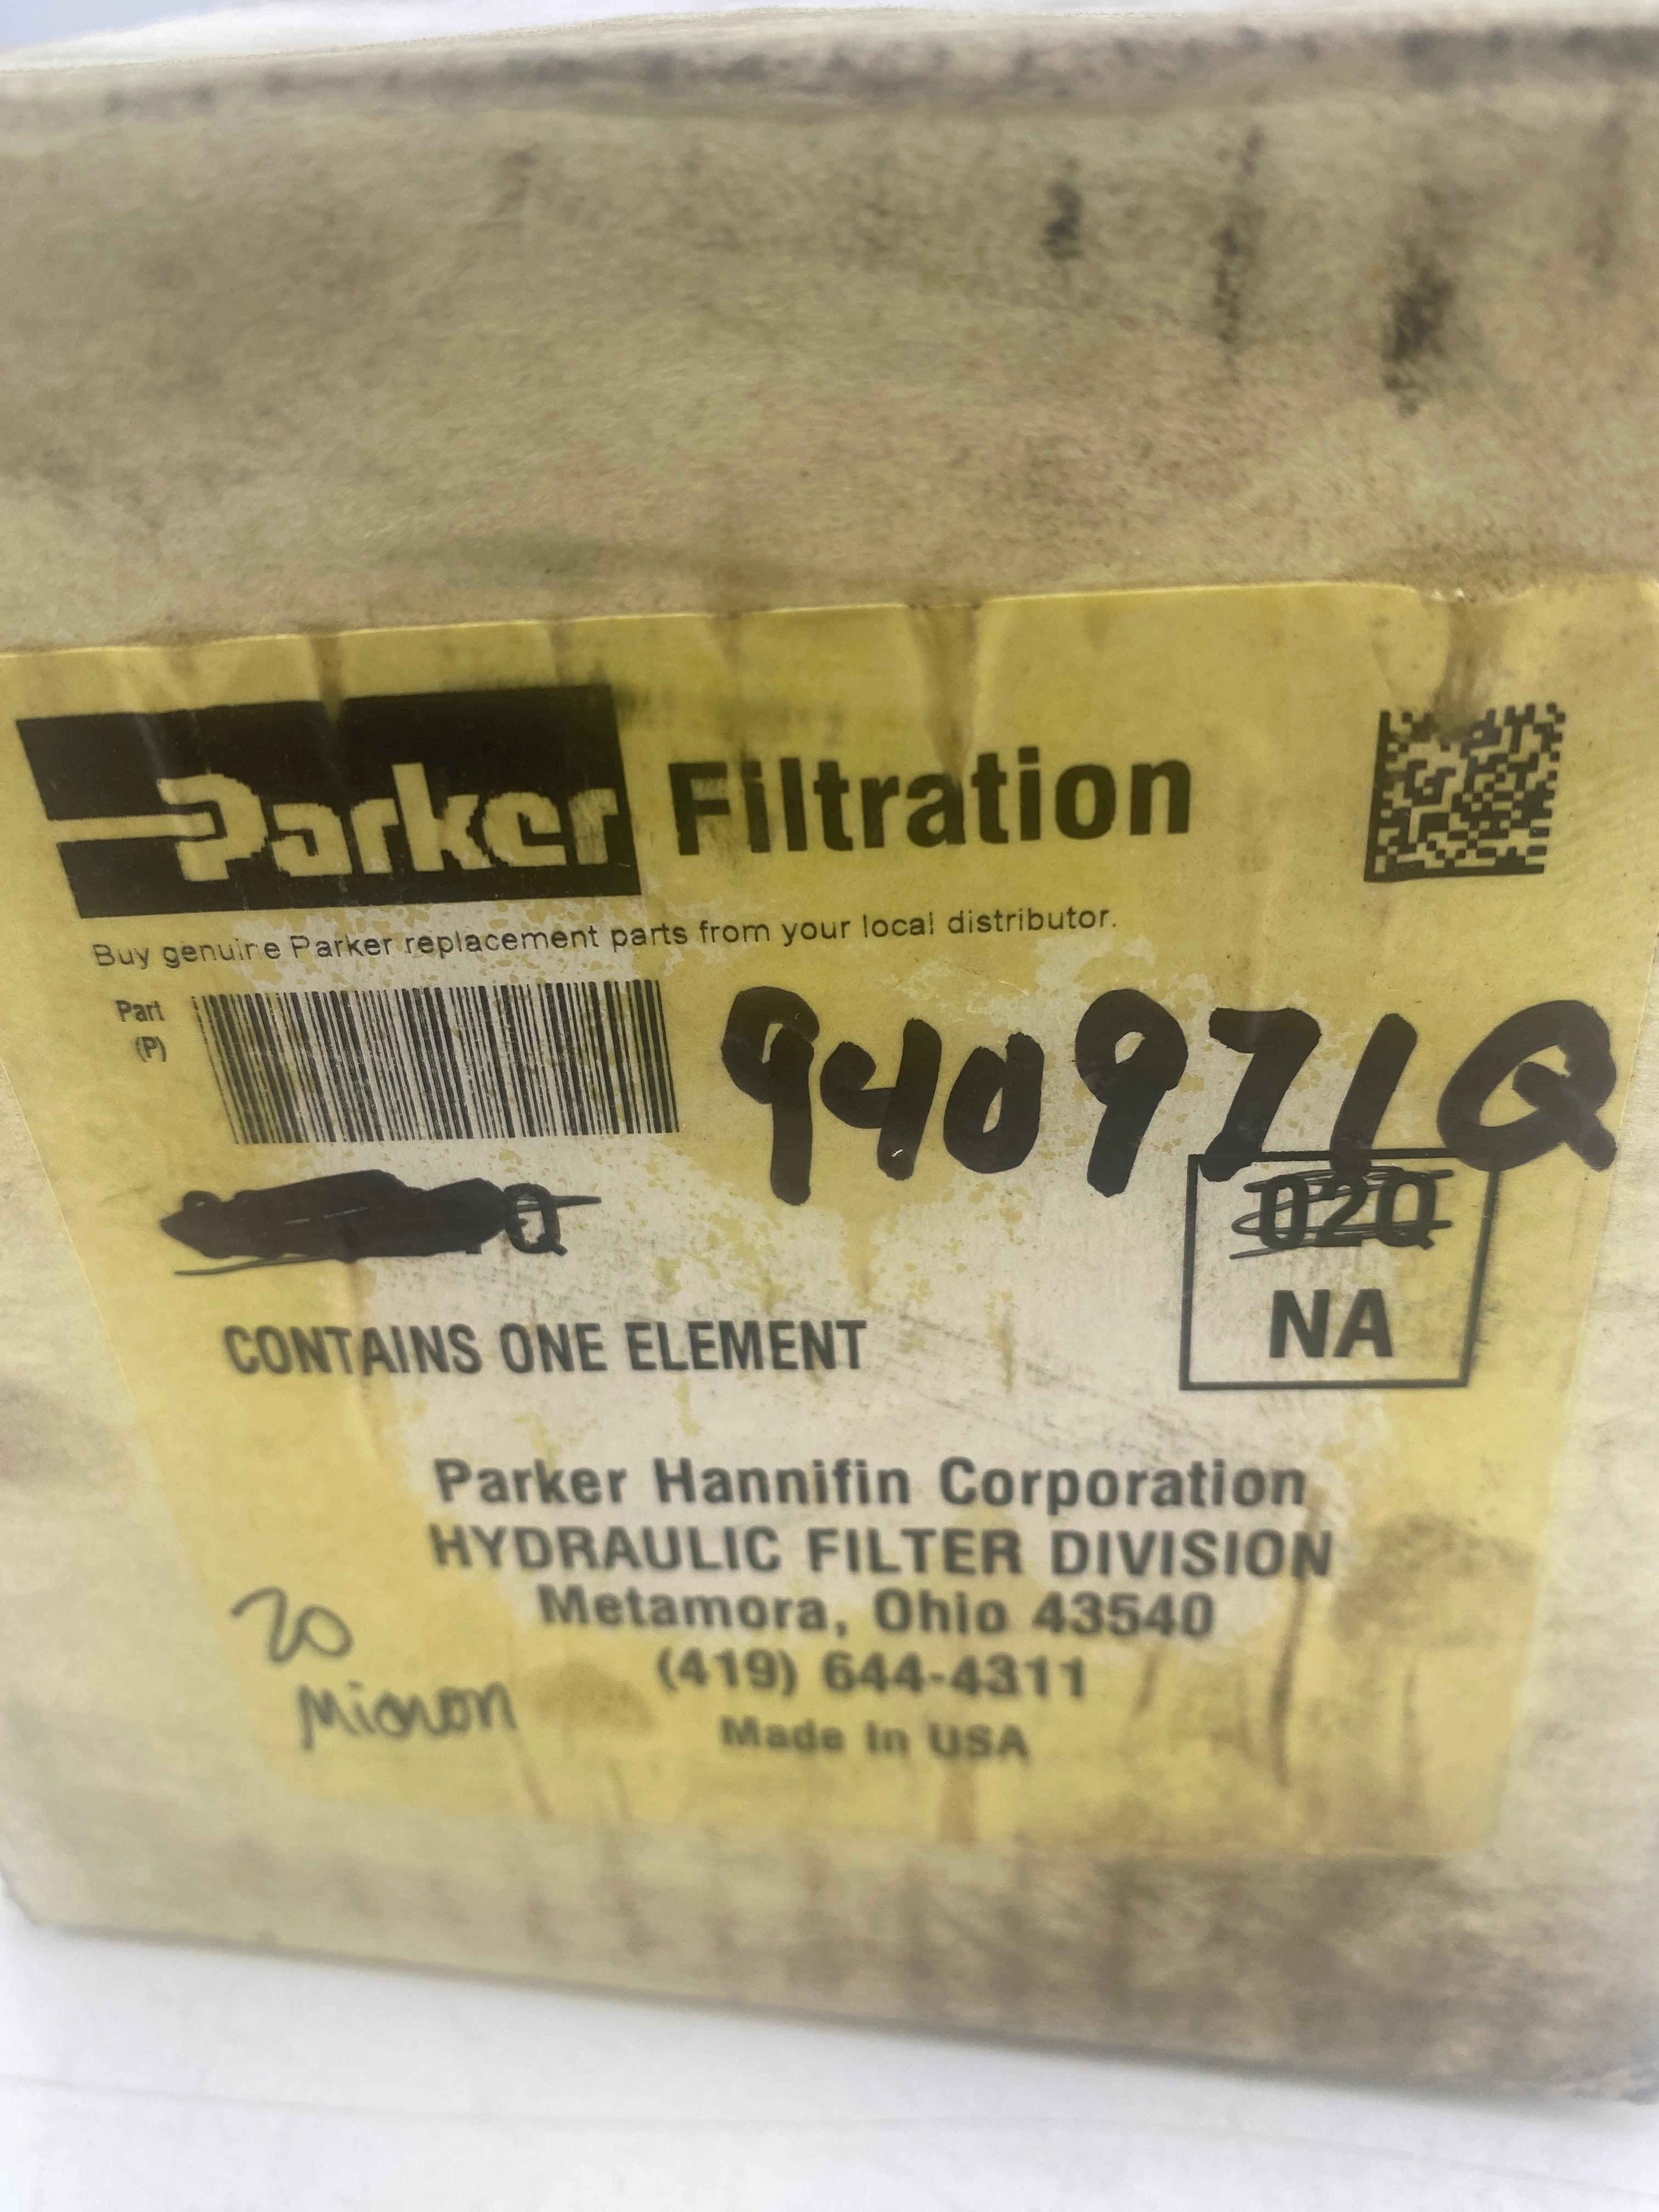 Parker Filtration
Buy genuine Parker replacement parts from your local distributor.
Part
(P)
940971Q
Q
02Q
NA
CONTAINS ONE ELEMENT
Parker Hannifin Corporation
HYDRAULIC FILTER DIVISION
Metamora, Ohio 43540
(419) 644-4311
Made In USA
20
Micron